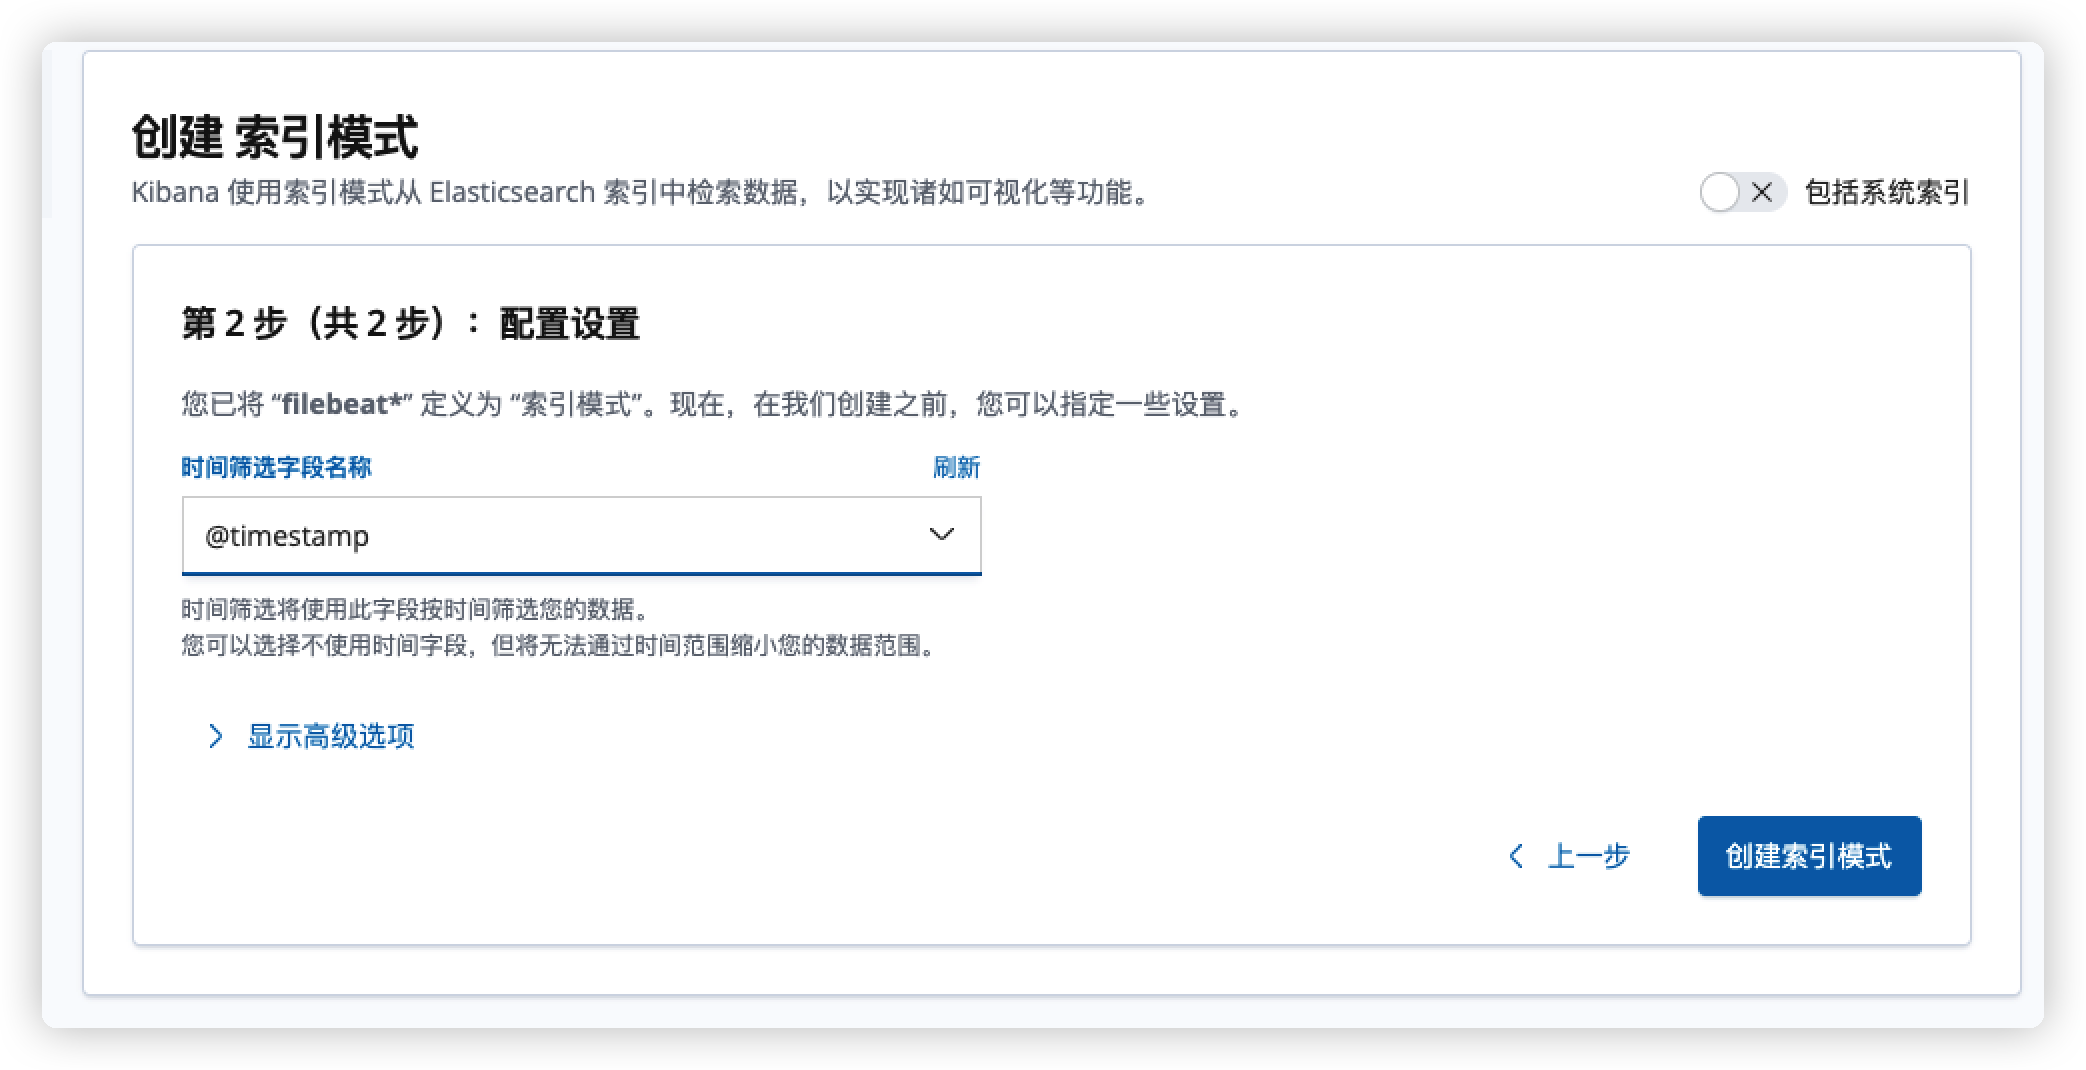 创建 索引模式
Kibana 使用索引模式从 Elasticsearch 索引中检索数据，以实现诸如可视化等功能。
包括系统索引
第 2 步（共 2 步）： 配置设置
您已将 “filebeat*” 定义为 “索引模式”。现在，在我们创建之前，您可以指定一些设置。
时间筛选字段名称
刷新
@timestamp
时间筛选将使用此字段按时间筛选您的数据。
您可以选择不使用时间字段，但将无法通过时间范围缩小您的数据范围。
显示高级选项
上一步
创建索引模式